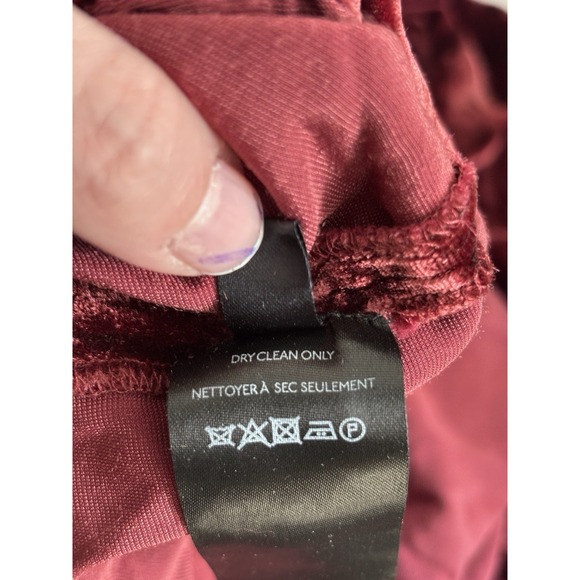 DRY CLEAN ONLY
NETTOYER À SEC SEULEMENT
P